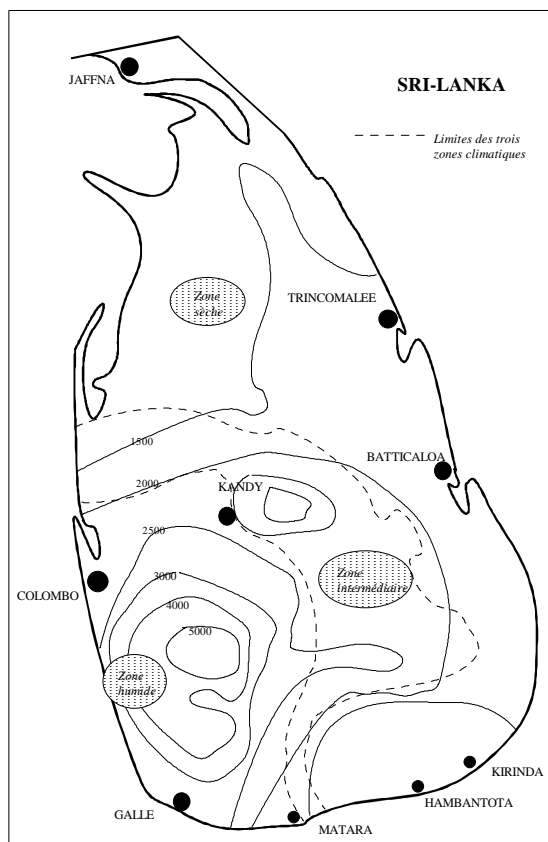 JAFFNA
SRI-LANKA
Limites des trois
zones climatiques
Zone
sèche
TRINCOMALEE
1500
BATTICALOA
2000
KANDY
2500
Zone
intermédiaire
3000
COLOMBO
4000
5000
Zone
humide
KIRINDA
HAMBANTOTA
GALLE
MATARA